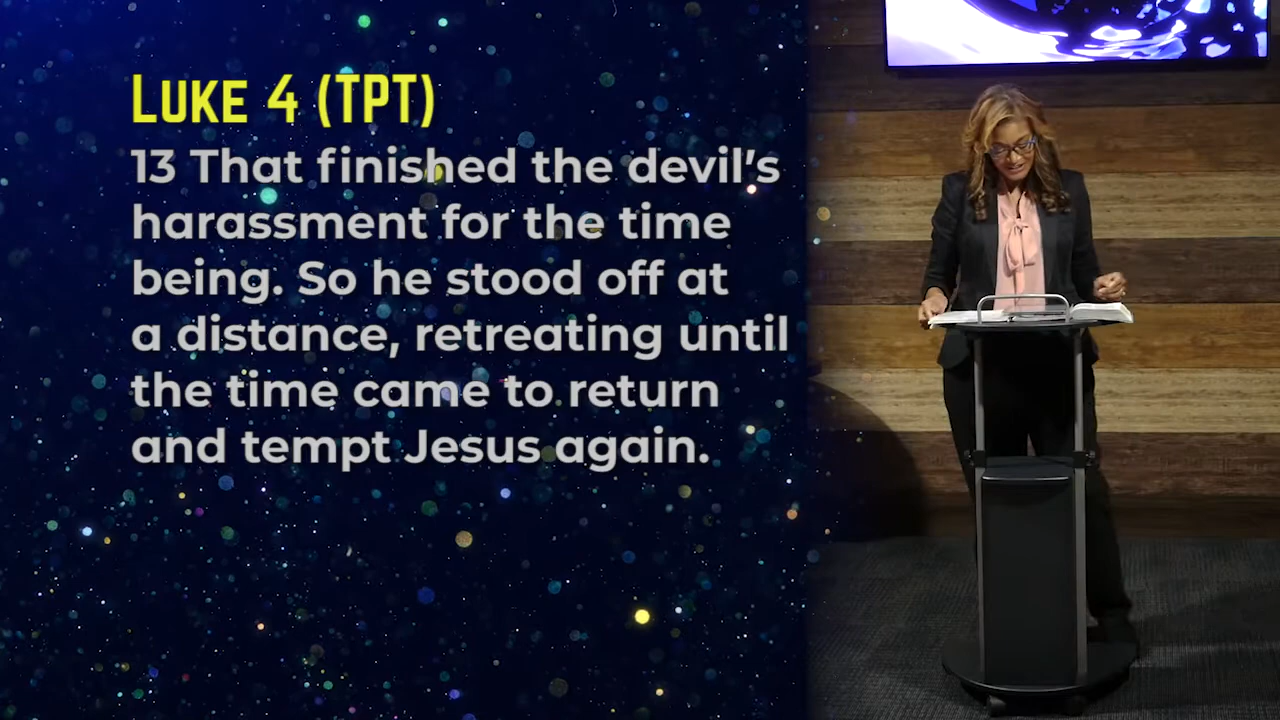 Luke 4 (TPT)
13 That finished the devil’s
harassment for the time
being. So he stood off at
a distance, retreating until
the time came to return
and tempt Jesus again.